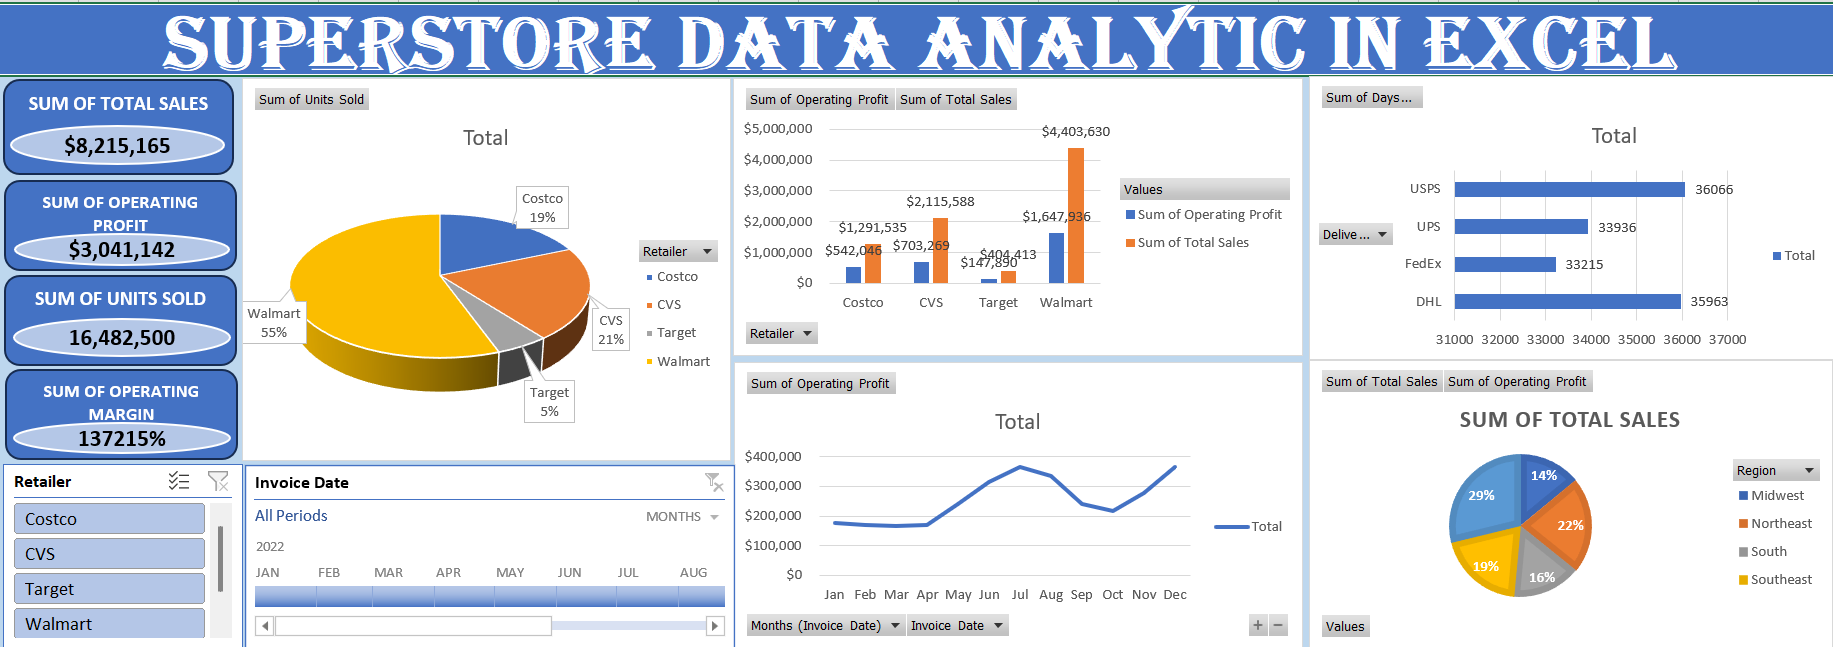 SUPERSTORE DATA ANALYTIC IN EXCEL
SUM OF TOTAL SALES
$8,215,165
SUM OF OPERATING
PROFIT
$3,041,142
SUM OF UNITS SOLD
16,482,500
SUM OF OPERATING
MARGIN
137215%
Retailer
Costco
CVS
Target
Walmart
Sum of Units Sold
Total
Costco
19%
CVS
21%
Target
5%
Walmart
55%
Retailer
Costco
CVS
Target
Walmart
Invoice Date
All Periods
MONTHS
2022
JAN FEB MAR APR MAY JUN JUL AUG
Sum of Operating Profit Sum of Total Sales
$5,000,000
$4,000,000
$3,000,000
$2,000,000
$1,000,000
$0
$542,046
$1,291,535
$703,269
$2,115,588
$147,890
$404,413
$1,647,936
$4,403,630
Costco CVS Target Walmart
Values
Sum of Operating Profit
Sum of Total Sales
Retailer
Sum of Operating Profit
Total
$400,000
$300,000
$200,000
$100,000
$0
Jan Feb Mar Apr May Jun Jul Aug Sep Oct Nov Dec
Total
Months (Invoice Date) Invoice Date
Sum of Days...
Total
Delive...
USPS 36066
UPS 33936
FedEx 33215
DHL 35963
31000 32000 33000 34000 35000 36000 37000
Total
Sum of Total Sales Sum of Operating Profit
SUM OF TOTAL SALES
14%
22%
16%
19%
29%
Region
Midwest
Northeast
South
Southeast
Values